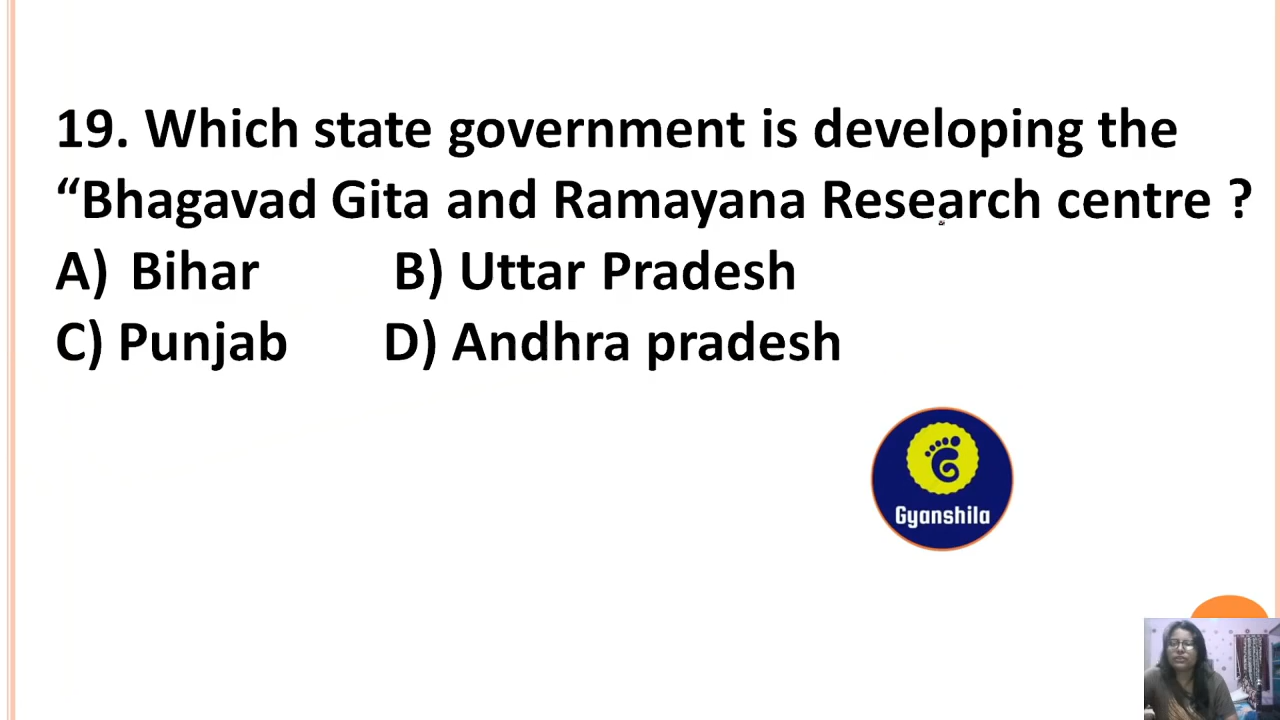 19. Which state government is developing the
“Bhagavad Gita and Ramayana Research centre ?
A) Bihar B) Uttar Pradesh
C) Punjab D) Andhra pradesh
Gyanshila